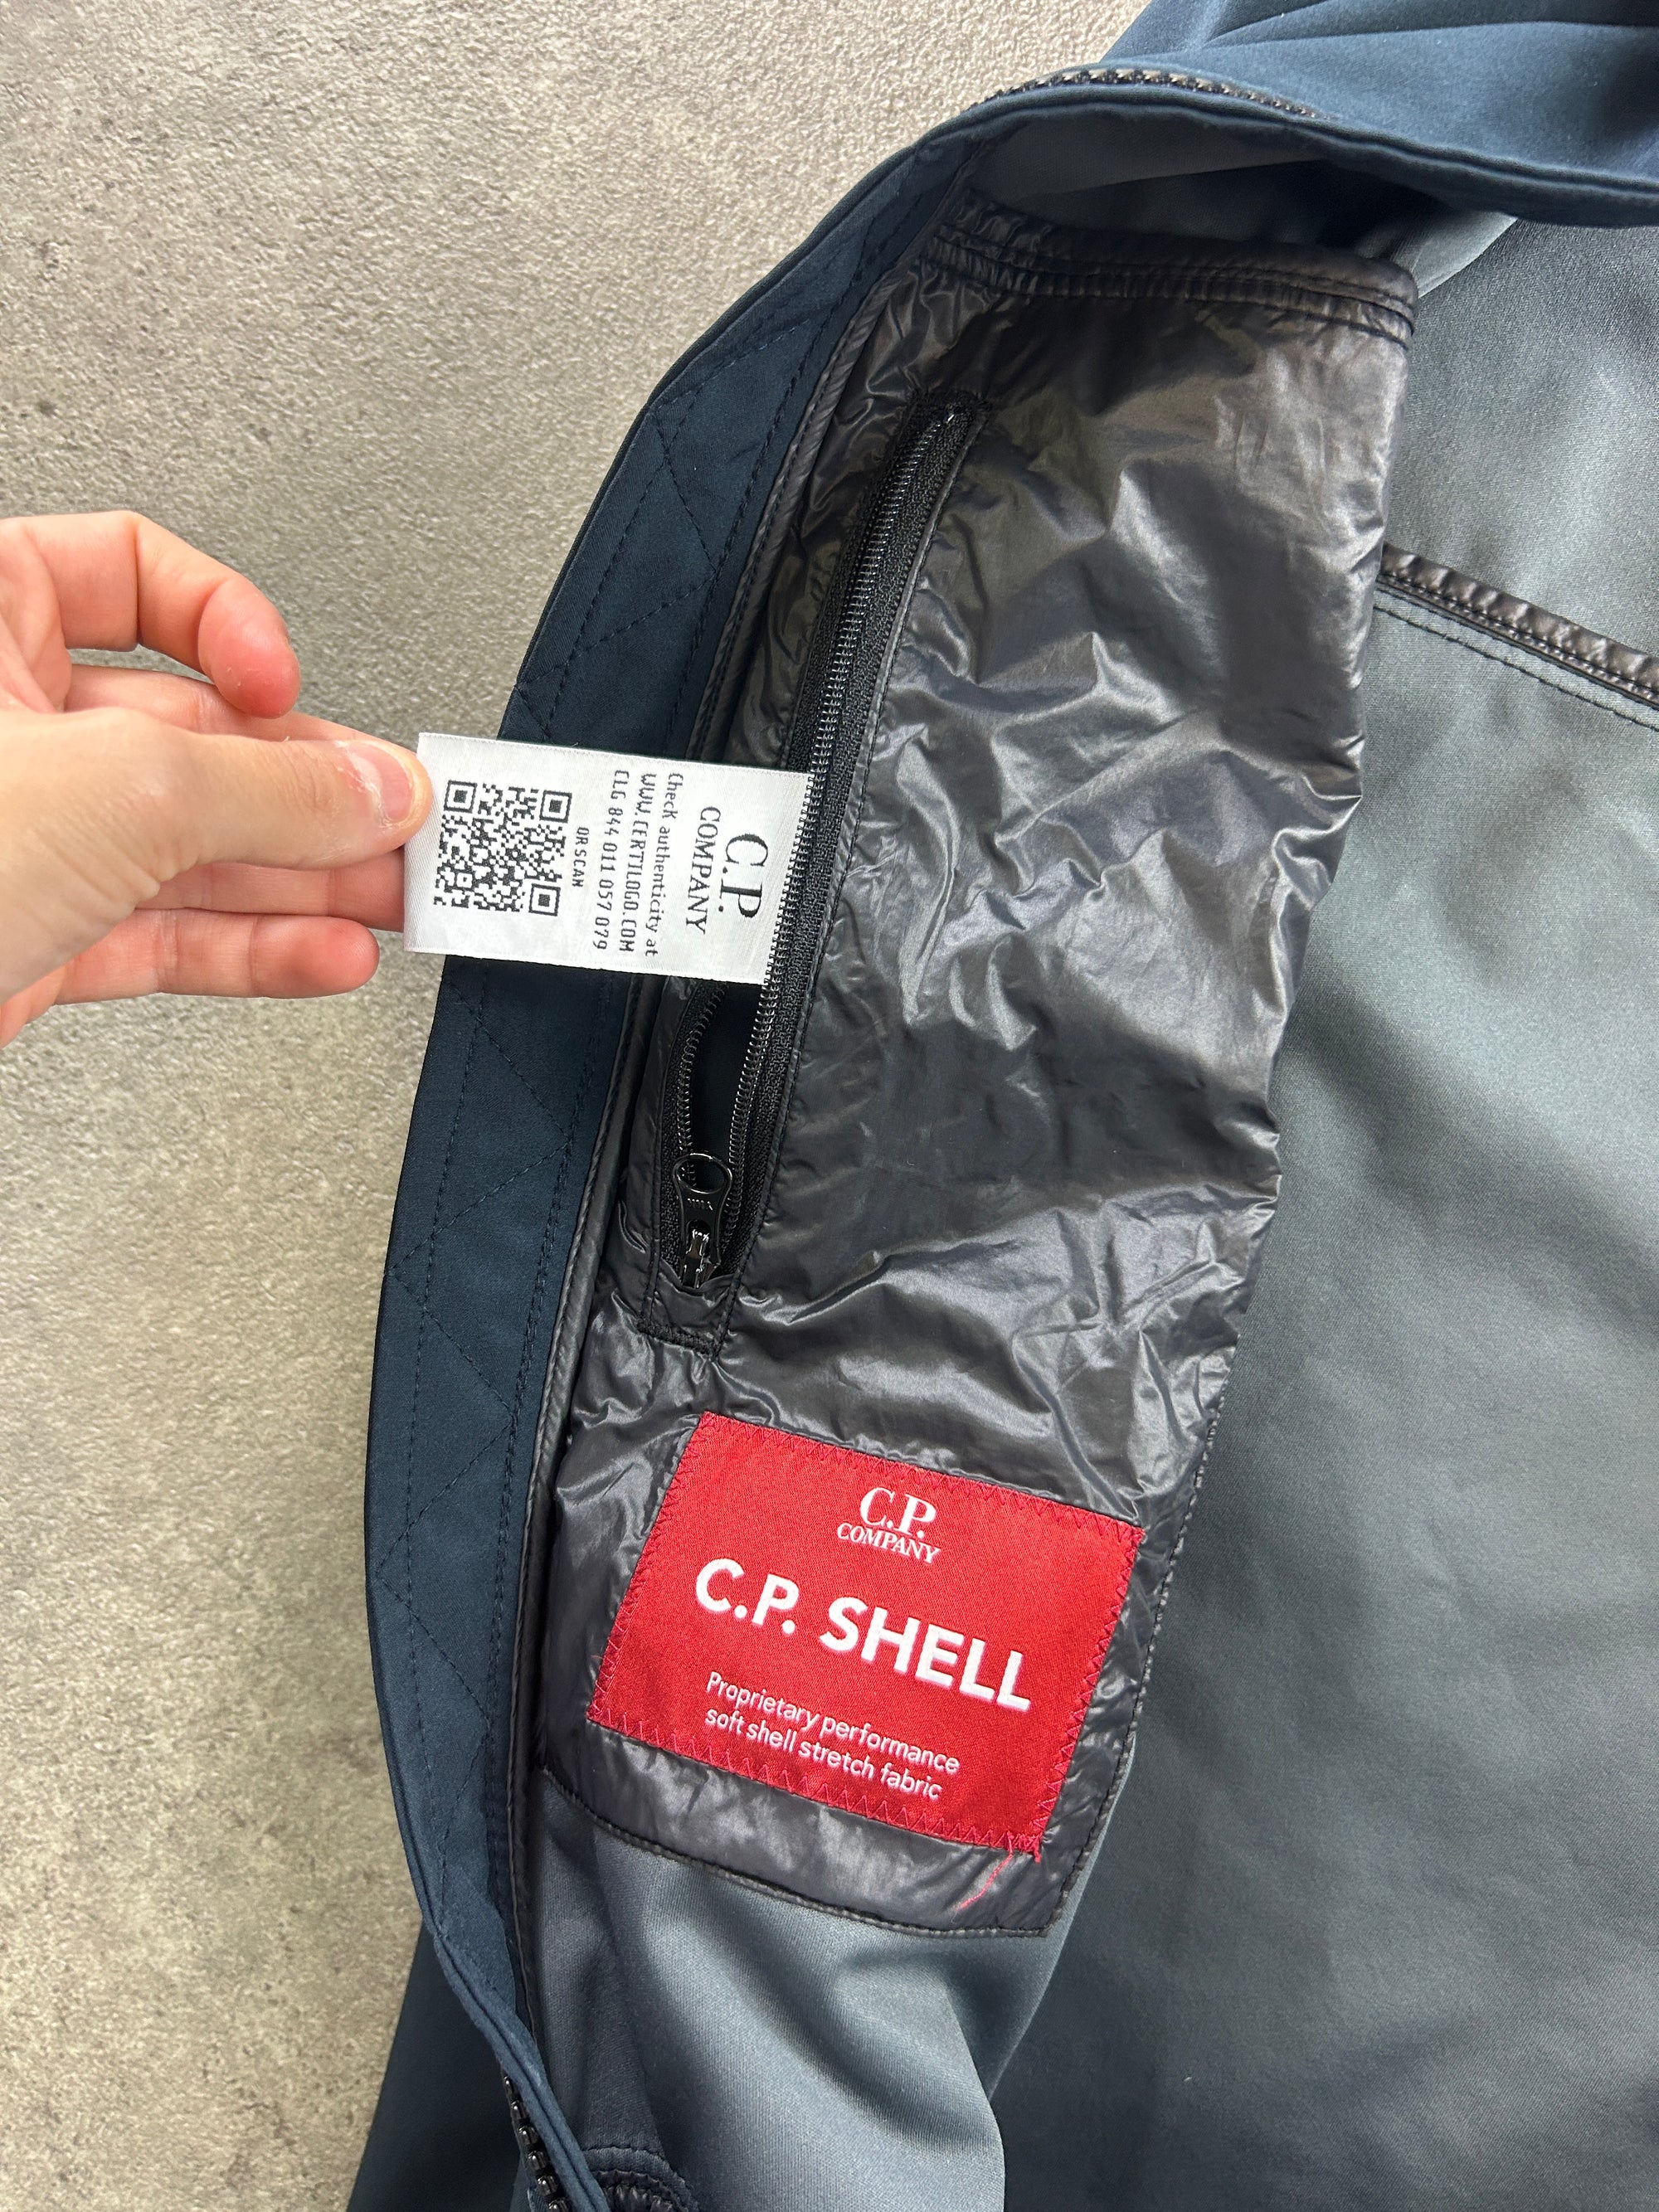 C.P.
COMPANY
Check authenticity at
WWW.CERTILOGO.COM
CLG 844 011 057 079
QR SCAN
C.P.
COMPANY
C.P. SHELL
Proprietary performance
soft shell stretch fabric